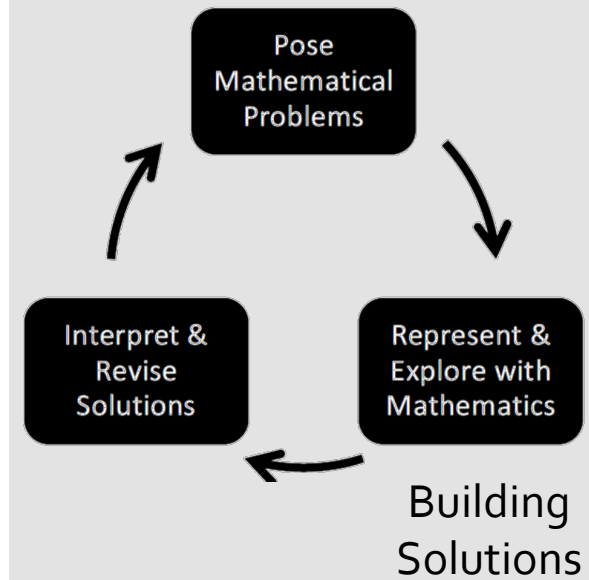 Pose
Mathematical
Problems
Interpret &
Revise
Solutions
Represent &
Explore with
Mathematics
Building
Solutions